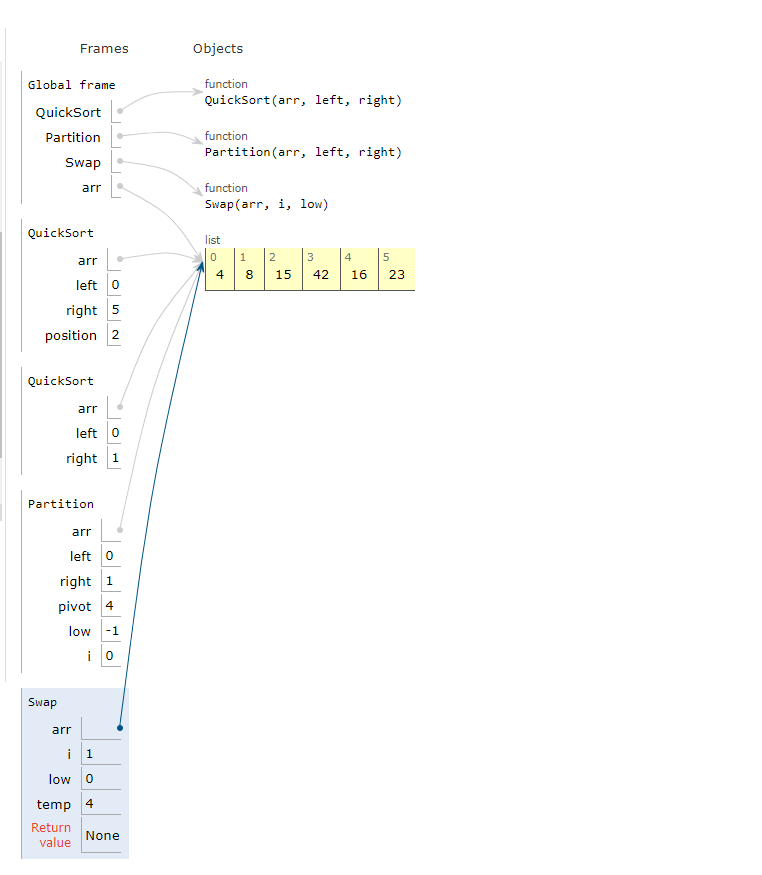 Frames Objects
Global frame
QuickSort
Partition
Swap
arr
function
QuickSort(arr, left, right)
function
Partition(arr, left, right)
function
Swap(arr, i, low)
list
0 1 2 3 4 5
4 8 15 42 16 23
QuickSort
arr
left 0
right 5
position 2
QuickSort
arr
left 0
right 1
Partition
arr
left 0
right 1
pivot 4
low -1
i 0
Swap
arr
i 1
low 0
temp 4
Return
value None